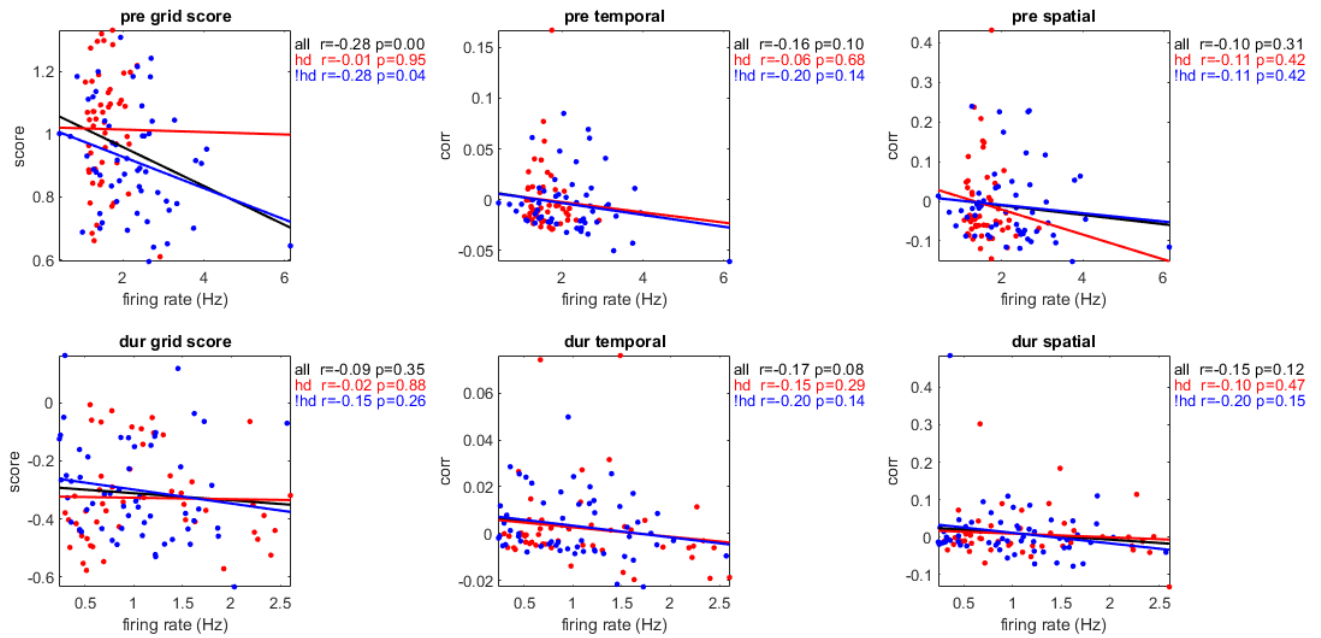 pre grid score
all r=-0.28 p=0.00
hd r=-0.01 p=0.95
!hd r=-0.28 p=0.04
1.2
1
0.8
0.6
score
2 4 6
firing rate (Hz)
pre temporal
all r=-0.16 p=0.10
hd r=-0.06 p=0.68
!hd r=-0.20 p=0.14
0.15
0.1
0.05
0
-0.05
corr
2 4 6
firing rate (Hz)
pre spatial
all r=-0.10 p=0.31
hd r=-0.11 p=0.42
!hd r=-0.11 p=0.42
0.4
0.3
0.2
0.1
0
-0.1
corr
2 4 6
firing rate (Hz)
dur grid score
all r=-0.09 p=0.35
hd r=-0.02 p=0.88
!hd r=-0.15 p=0.26
0
-0.2
-0.4
-0.6
score
0.5 1 1.5 2 2.5
firing rate (Hz)
dur temporal
all r=-0.17 p=0.08
hd r=-0.15 p=0.29
!hd r=-0.20 p=0.14
0.06
0.04
0.02
0
-0.02
corr
0.5 1 1.5 2 2.5
firing rate (Hz)
dur spatial
all r=-0.15 p=0.12
hd r=-0.10 p=0.47
!hd r=-0.20 p=0.15
0.4
0.3
0.2
0.1
0
-0.1
corr
0.5 1 1.5 2 2.5
firing rate (Hz)